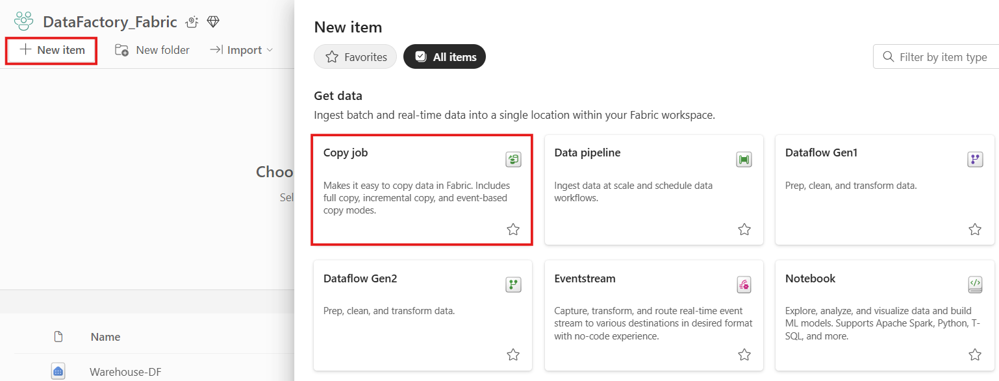 DataFactory_Fabric
New item
New folder
Import
Choo
Sel
Name
Warehouse-DF
New item
Favorites
All items
Filter by item type
Get data
Ingest batch and real-time data into a single location within your Fabric workspace.
Copy job
Makes it easy to copy data in Fabric. Includes
full copy, incremental copy, and event-based
copy modes.
Data pipeline
Ingest data at scale and schedule data
workflows.
Dataflow Gen1
Prep, clean, and transform data.
Dataflow Gen2
Prep, clean, and transform data.
Eventstream
Capture, transform, and route real-time event
stream to various destinations in desired format
with no-code experience.
Notebook
Explore, analyze, and visualize data and build
ML models. Supports Apache Spark, Python, T-
SQL, and more.